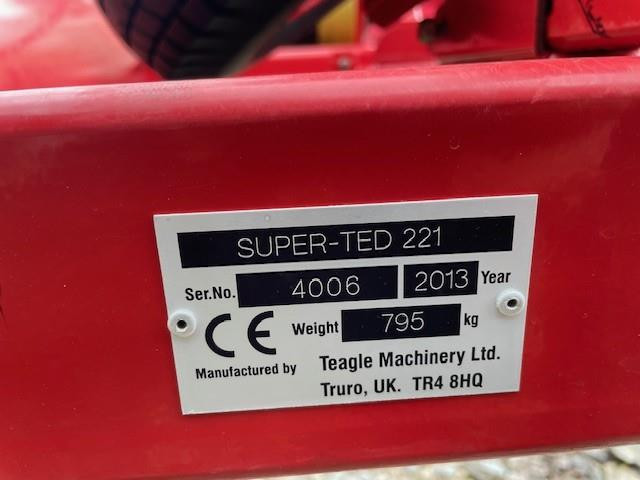 SUPER-TED 221
Ser.No. 4006 2013 Year
CE Weight 795 kg
Manufactured by Teagle Machinery Ltd.
Truro, UK. TR4 8HQ